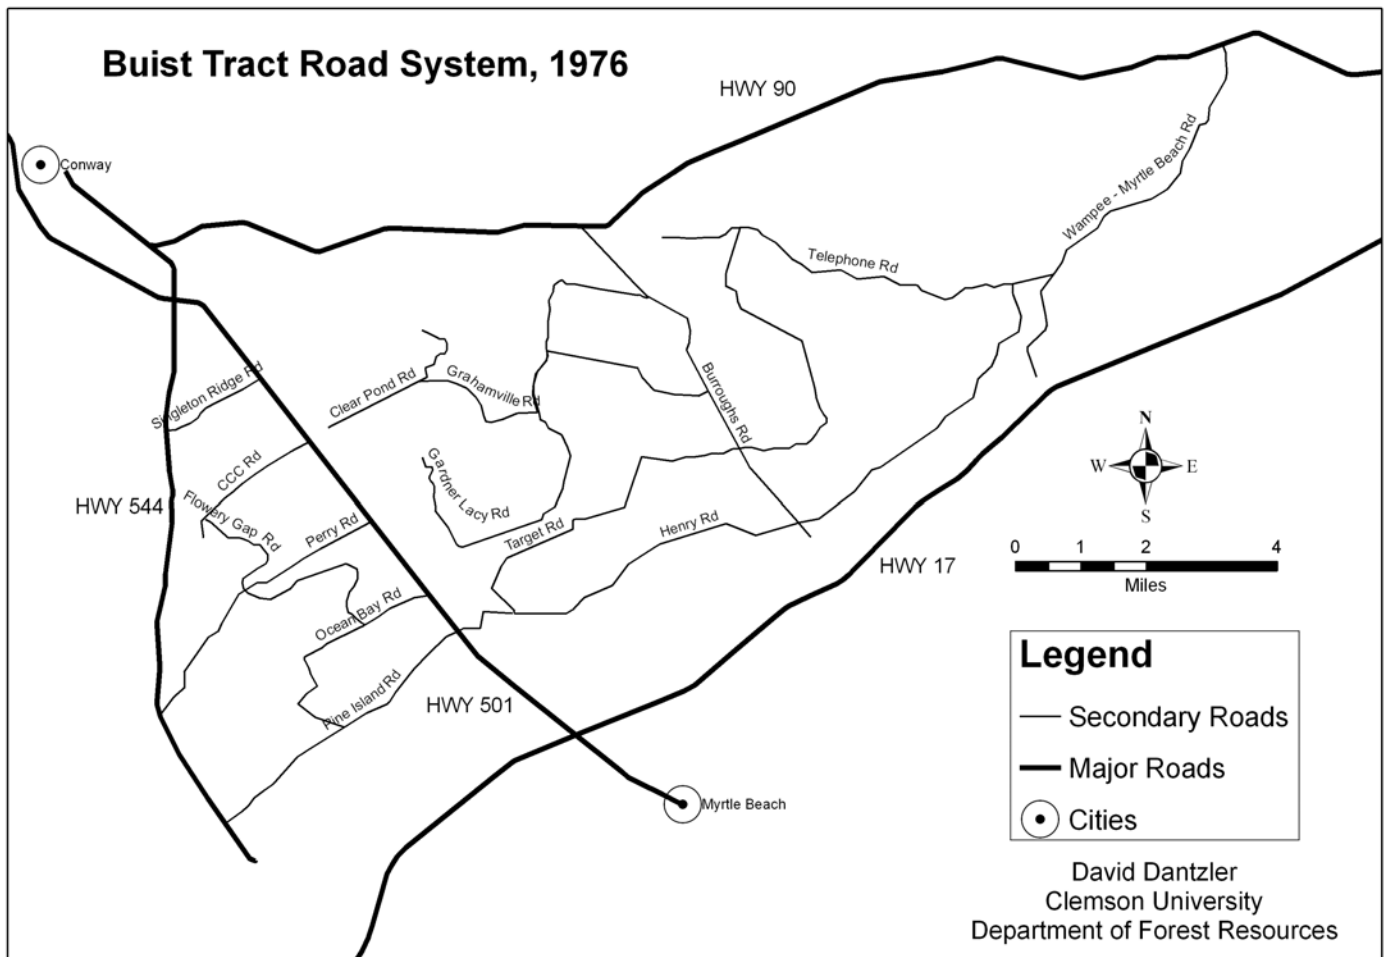 Buist Tract Road System, 1976
HWY 90
Conway
Wampee - Myrtle Beach Rd
Telephone Rd
Singleton Ridge Rd
Clear Pond Rd
Grahamville Rd
Burroughs Rd
CCC Rd
Gardner Lacy Rd
HWY 544
Flowery Gap Rd
Perry Rd
Target Rd
Henry Rd
HWY 17
Ocean Bay Rd
Pine Island Rd
HWY 501
Myrtle Beach
N
W E
S
0 1 2 4
Miles
Legend
Secondary Roads
Major Roads
Cities
David Dantzler
Clemson University
Department of Forest Resources